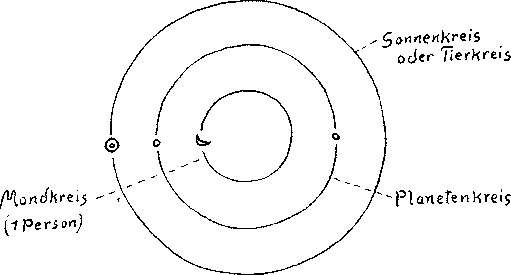 Sonnenkreis
oder Tierkreis
Mondkreis
(1 Person)
Planetenkreis